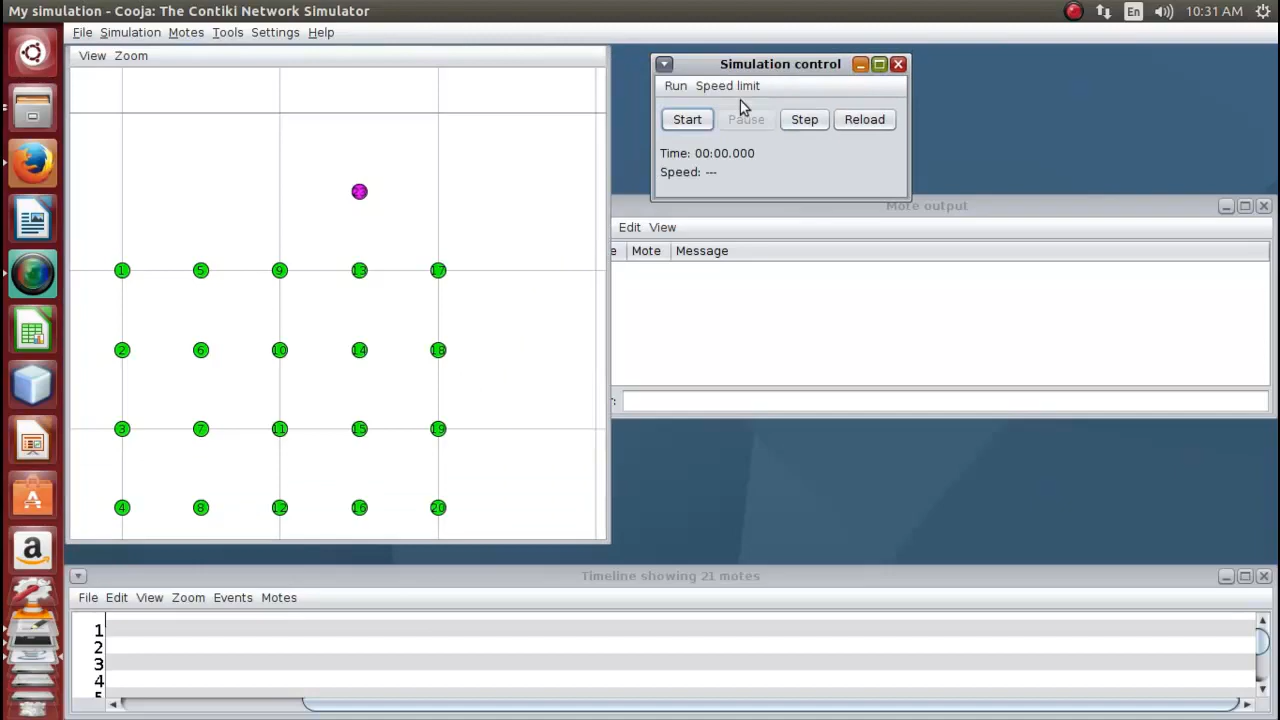 My simulation - Cooja: The Contiki Network Simulator
En
10:31 AM
File Simulation Motes Tools Settings Help
View Zoom
1 5 9 13 17
2 6 10 14 18
3 7 11 15 19
4 8 12 16 20
Simulation control
Run Speed limit
Start Pause Step Reload
Time: 00:00.000
Speed: ---
Mote output
Edit View
Mote Message
Timeline showing 21 motes
File Edit View Zoom Events Motes
1
2
3
4